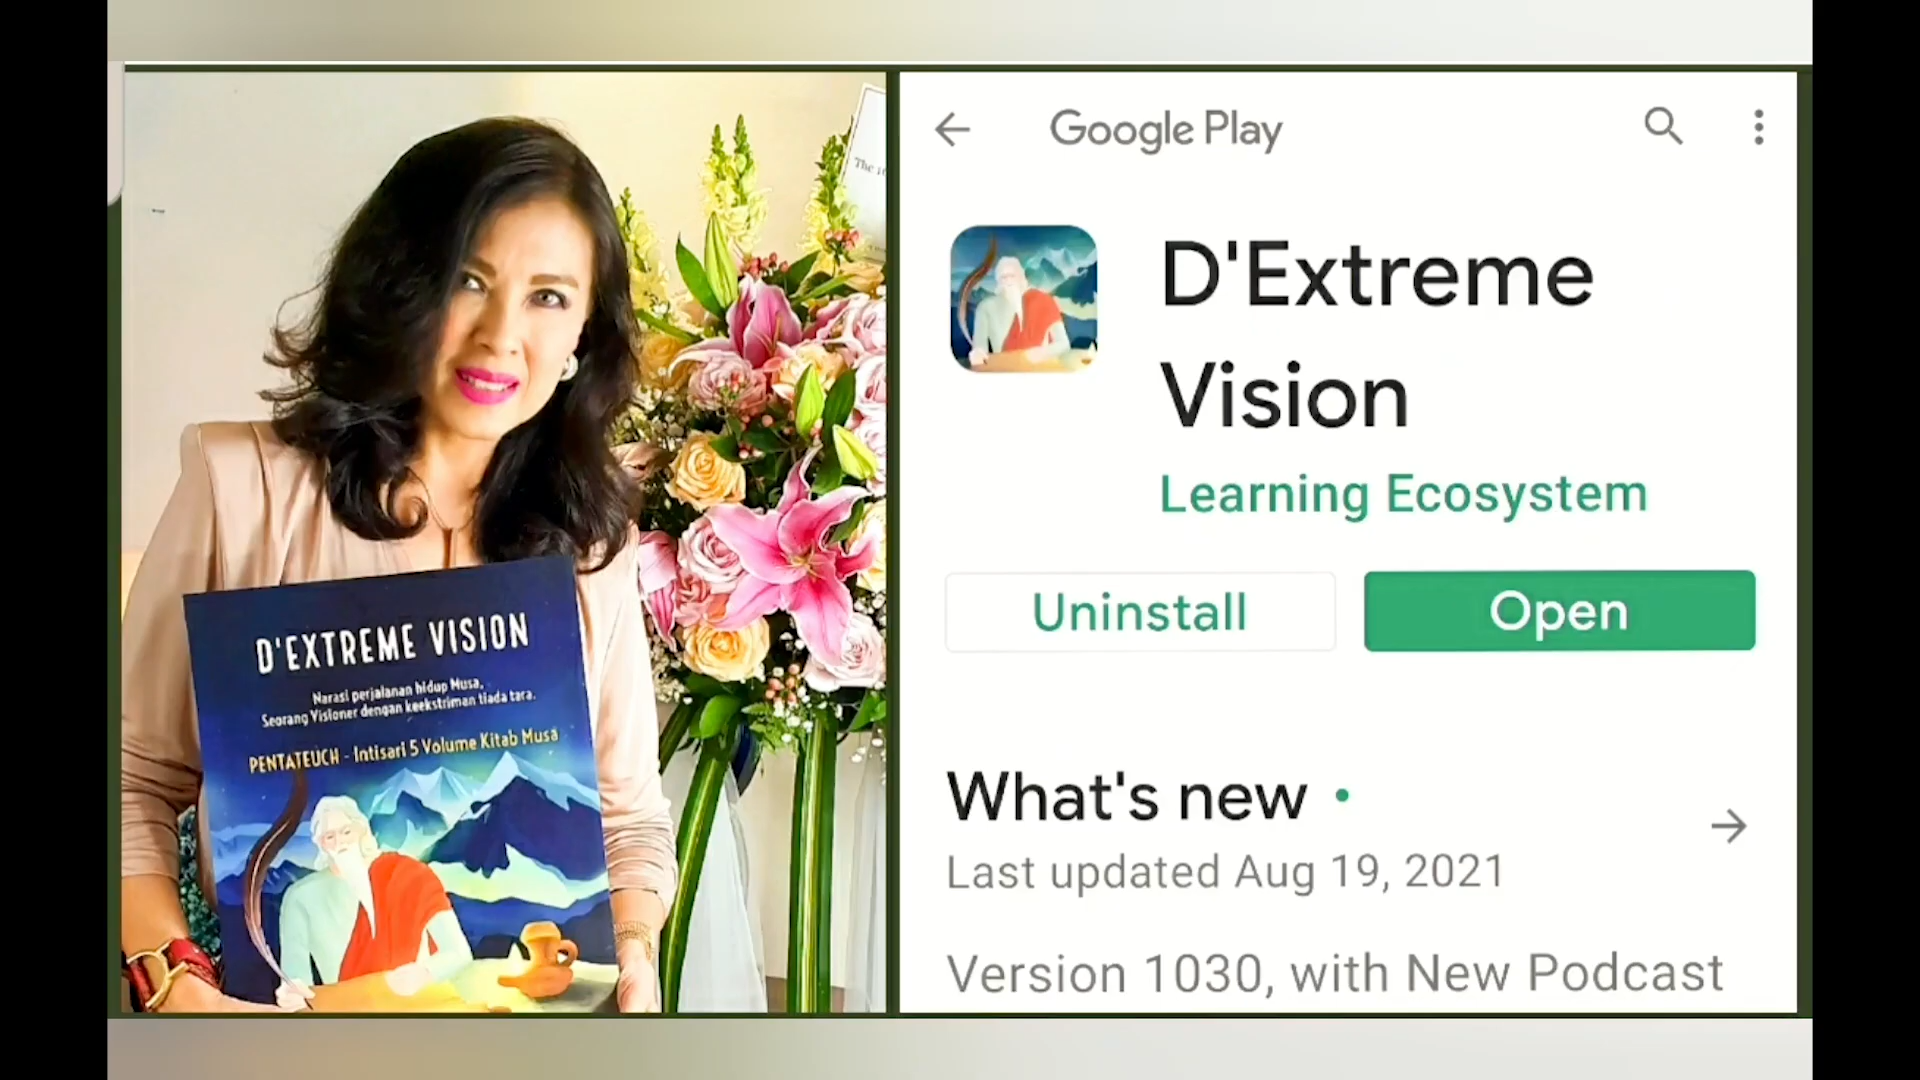 The
D'EXTREME VISION
Narasi perjalanan hidup Musa,
Seorang Visioner dengan keekstriman tiada tara.
PENTATEUCH - Intisari 5 Volume Kitab Musa
Google Play
D'Extreme
Vision
Learning Ecosystem
Uninstall
Open
What's new
Last updated Aug 19, 2021
Version 1030, with New Podcast